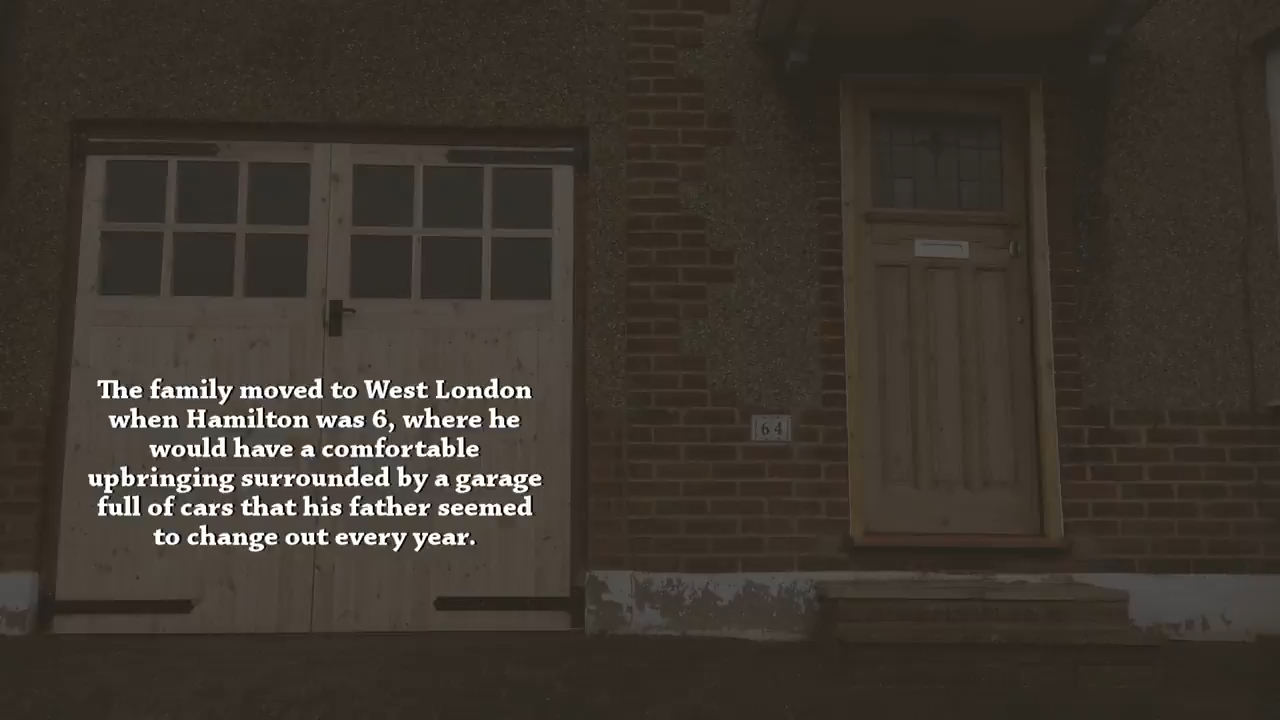 The family moved to West London
when Hamilton was 6, where he
would have a comfortable
upbringing surrounded by a garage
full of cars that his father seemed
to change out every year.
64